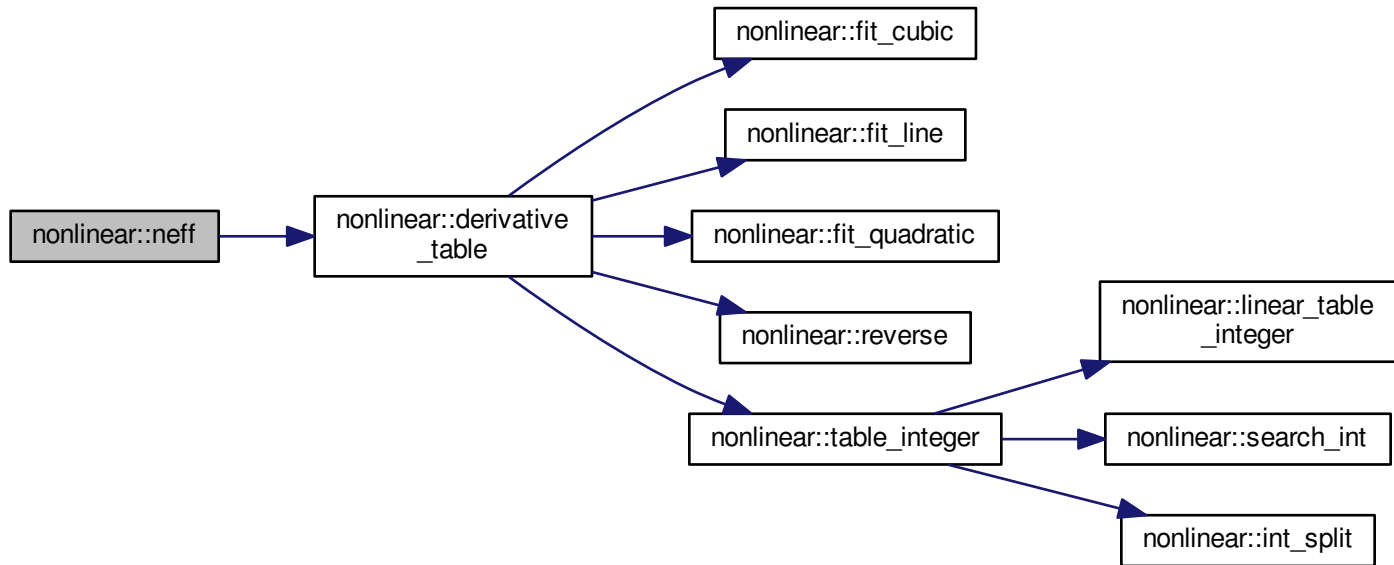 nonlinear::neff
nonlinear::derivative
_table
nonlinear::fit_cubic
nonlinear::fit_line
nonlinear::fit_quadratic
nonlinear::reverse
nonlinear::table_integer
nonlinear::linear_table
_integer
nonlinear::search_int
nonlinear::int_split